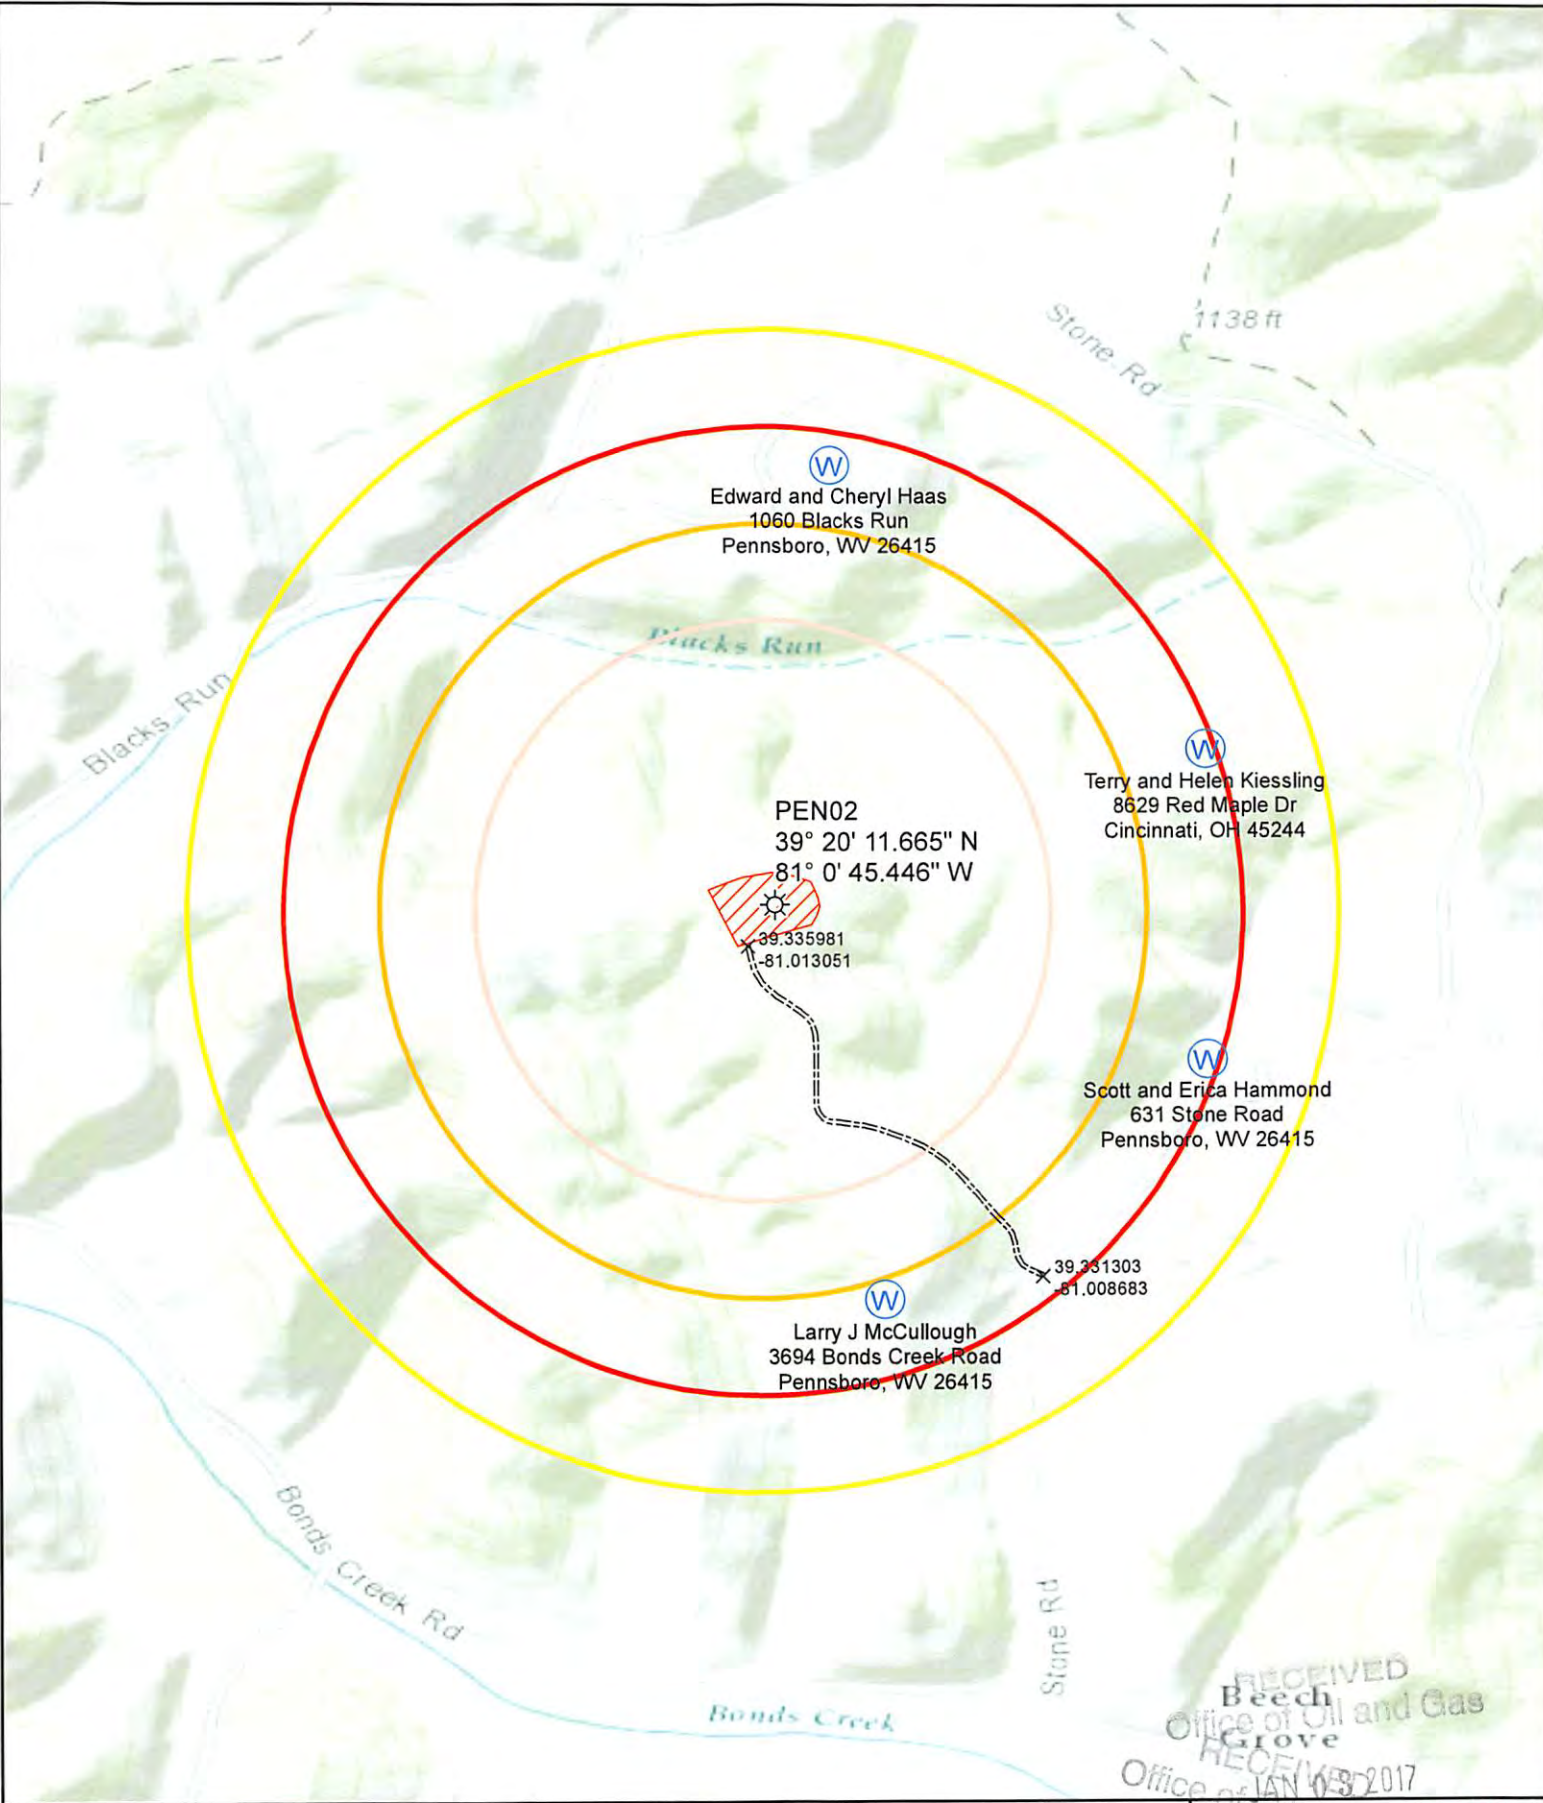 1138 ft
Stone Rd
W
Edward and Cheryl Haas
1060 Blacks Run
Pennsboro, WV 26415
Blacks Run
Blacks Run
W
Terry and Helen Kiessling
8629 Red Maple Dr
Cincinnati, OH 45244
PEN02
39° 20' 11.665" N
81° 0' 45.446" W
39.335981
-81.013051
W
Scott and Erica Hammond
631 Stone Road
Pennsboro, WV 26415
39.331303
-81.008683
W
Larry J McCullough
3694 Bonds Creek Road
Pennsboro, WV 26415
Bonds Creek Rd
Stone Rd
Bonds Creek
RECEIVED
Beech
Office of Oil and Gas
Grove
RECEIVED
Office of JAN 03 2017